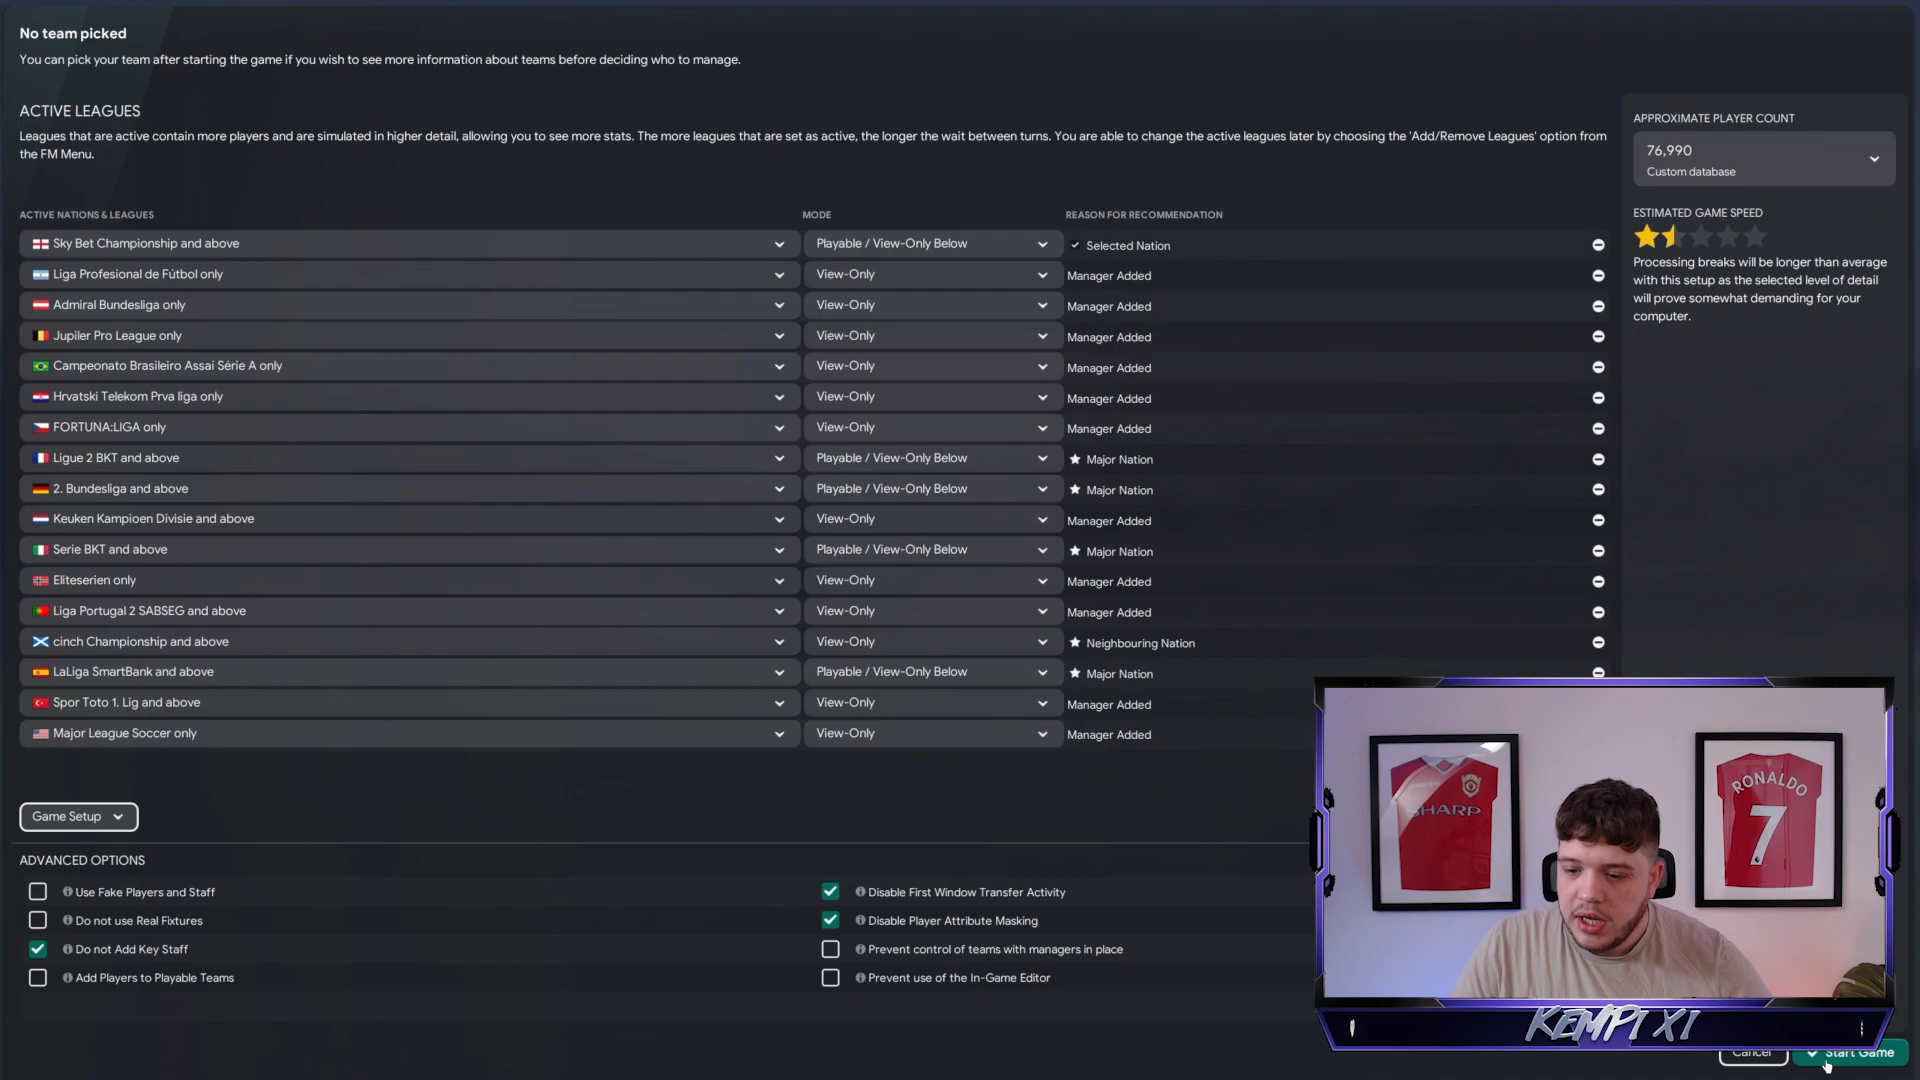 No team picked
You can pick your team after starting the game if you wish to see more information about teams before deciding who to manage.
ACTIVE LEAGUES
Leagues that are active contain more players and are simulated in higher detail, allowing you to see more stats. The more leagues that are set as active, the longer the wait between turns. You are able to change the active leagues later by choosing the 'Add/Remove Leagues' option from
the FM Menu.
APPROXIMATE PLAYER COUNT
76,990
Custom database
ESTIMATED GAME SPEED
Processing breaks will be longer than average
with this setup as the selected level of detail
will prove somewhat demanding for your
computer.
ACTIVE NATIONS & LEAGUES MODE REASON FOR RECOMMENDATION
Sky Bet Championship and above Playable / View-Only Below Selected Nation
Liga Profesional de Fútbol only View-Only Manager Added
Admiral Bundesliga only View-Only Manager Added
Jupiler Pro League only View-Only Manager Added
Campeonato Brasileiro Assaí Série A only View-Only Manager Added
Hrvatski Telekom Prva liga only View-Only Manager Added
FORTUNA:LIGA only View-Only Manager Added
Ligue 2 BKT and above Playable / View-Only Below Major Nation
2. Bundesliga and above Playable / View-Only Below Major Nation
Keuken Kampioen Divisie and above View-Only Manager Added
Serie BKT and above Playable / View-Only Below Major Nation
Eliteserien only View-Only Manager Added
Liga Portugal 2 SABSEG and above View-Only Manager Added
cinch Championship and above View-Only Neighbouring Nation
LaLiga SmartBank and above Playable / View-Only Below Major Nation
Spor Toto 1. Lig and above View-Only Manager Added
Major League Soccer only View-Only Manager Added
Game Setup
ADVANCED OPTIONS
Use Fake Players and Staff Disable First Window Transfer Activity
Do not use Real Fixtures Disable Player Attribute Masking
Do not Add Key Staff Prevent control of teams with managers in place
Add Players to Playable Teams Prevent use of the In-Game Editor
SHARP
RONALDO
7
KEMPI XI
Cancel Start Game